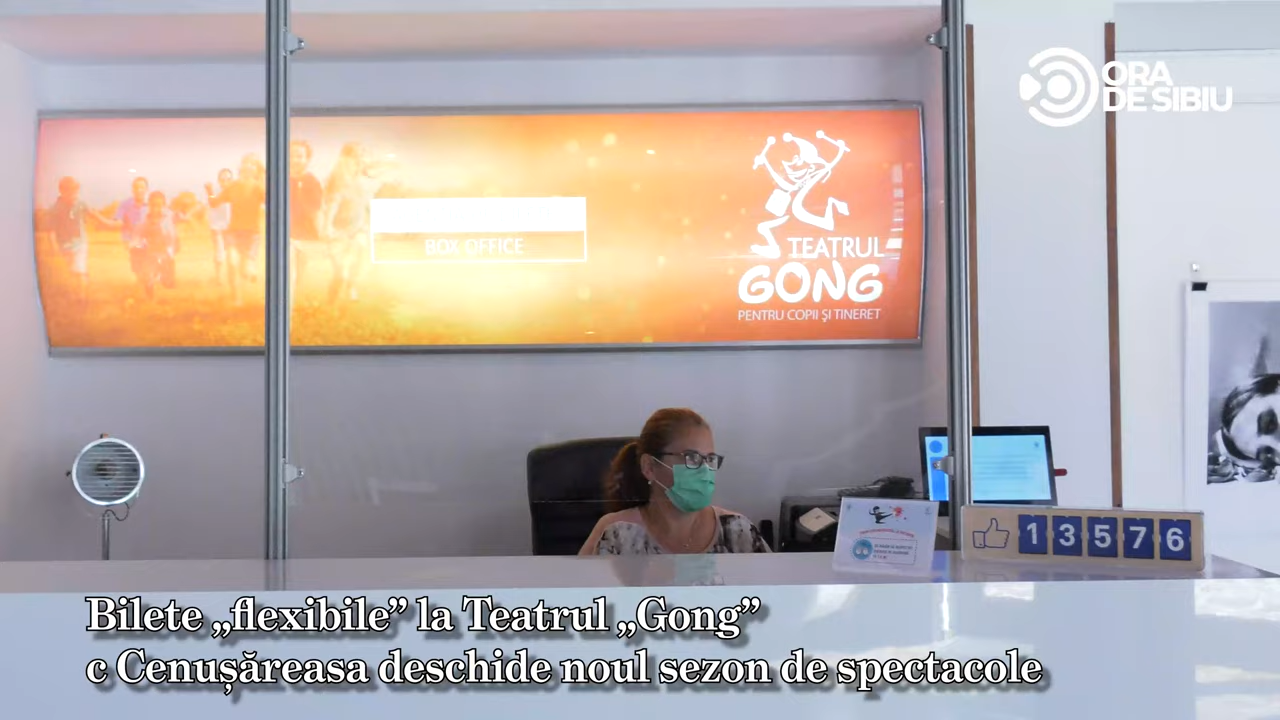 ORA
DE SIBIU
BOX OFFICE
TEATRUL
GONG
PENTRU COPII ȘI TINERET
13576
Bilete „flexibile” la Teatrul „Gong”
c Cenușăreasa deschide noul sezon de spectacole